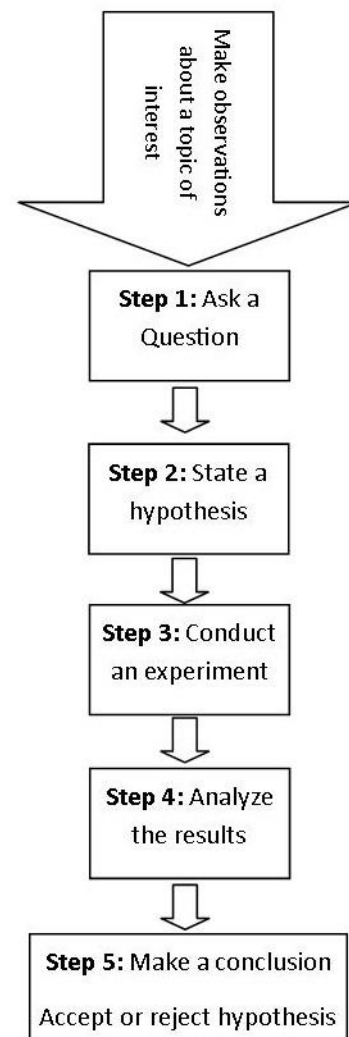 Make observations
about a topic of
interest
Step 1: Ask a
Question
Step 2: State a
hypothesis
Step 3: Conduct
an experiment
Step 4: Analyze
the results
Step 5: Make a conclusion
Accept or reject hypothesis